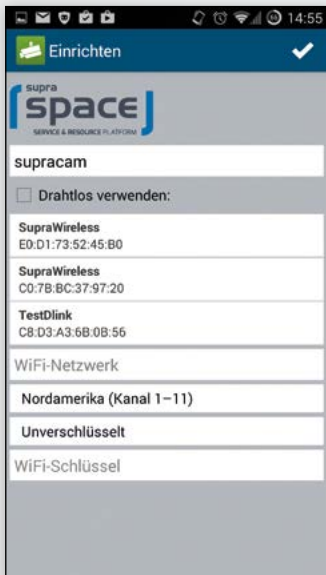 14:55
Einrichten
supra
space
SERVICE & RESOURCE PLATFORM
supracam
Drahtlos verwenden:
SupraWireless
E0:D1:73:52:45:B0
SupraWireless
C0:7B:BC:37:97:20
TestDlink
C8:D3:A3:6B:0B:56
WiFi-Netzwerk
Nordamerika (Kanal 1–11)
Unverschlüsselt
WiFi-Schlüssel